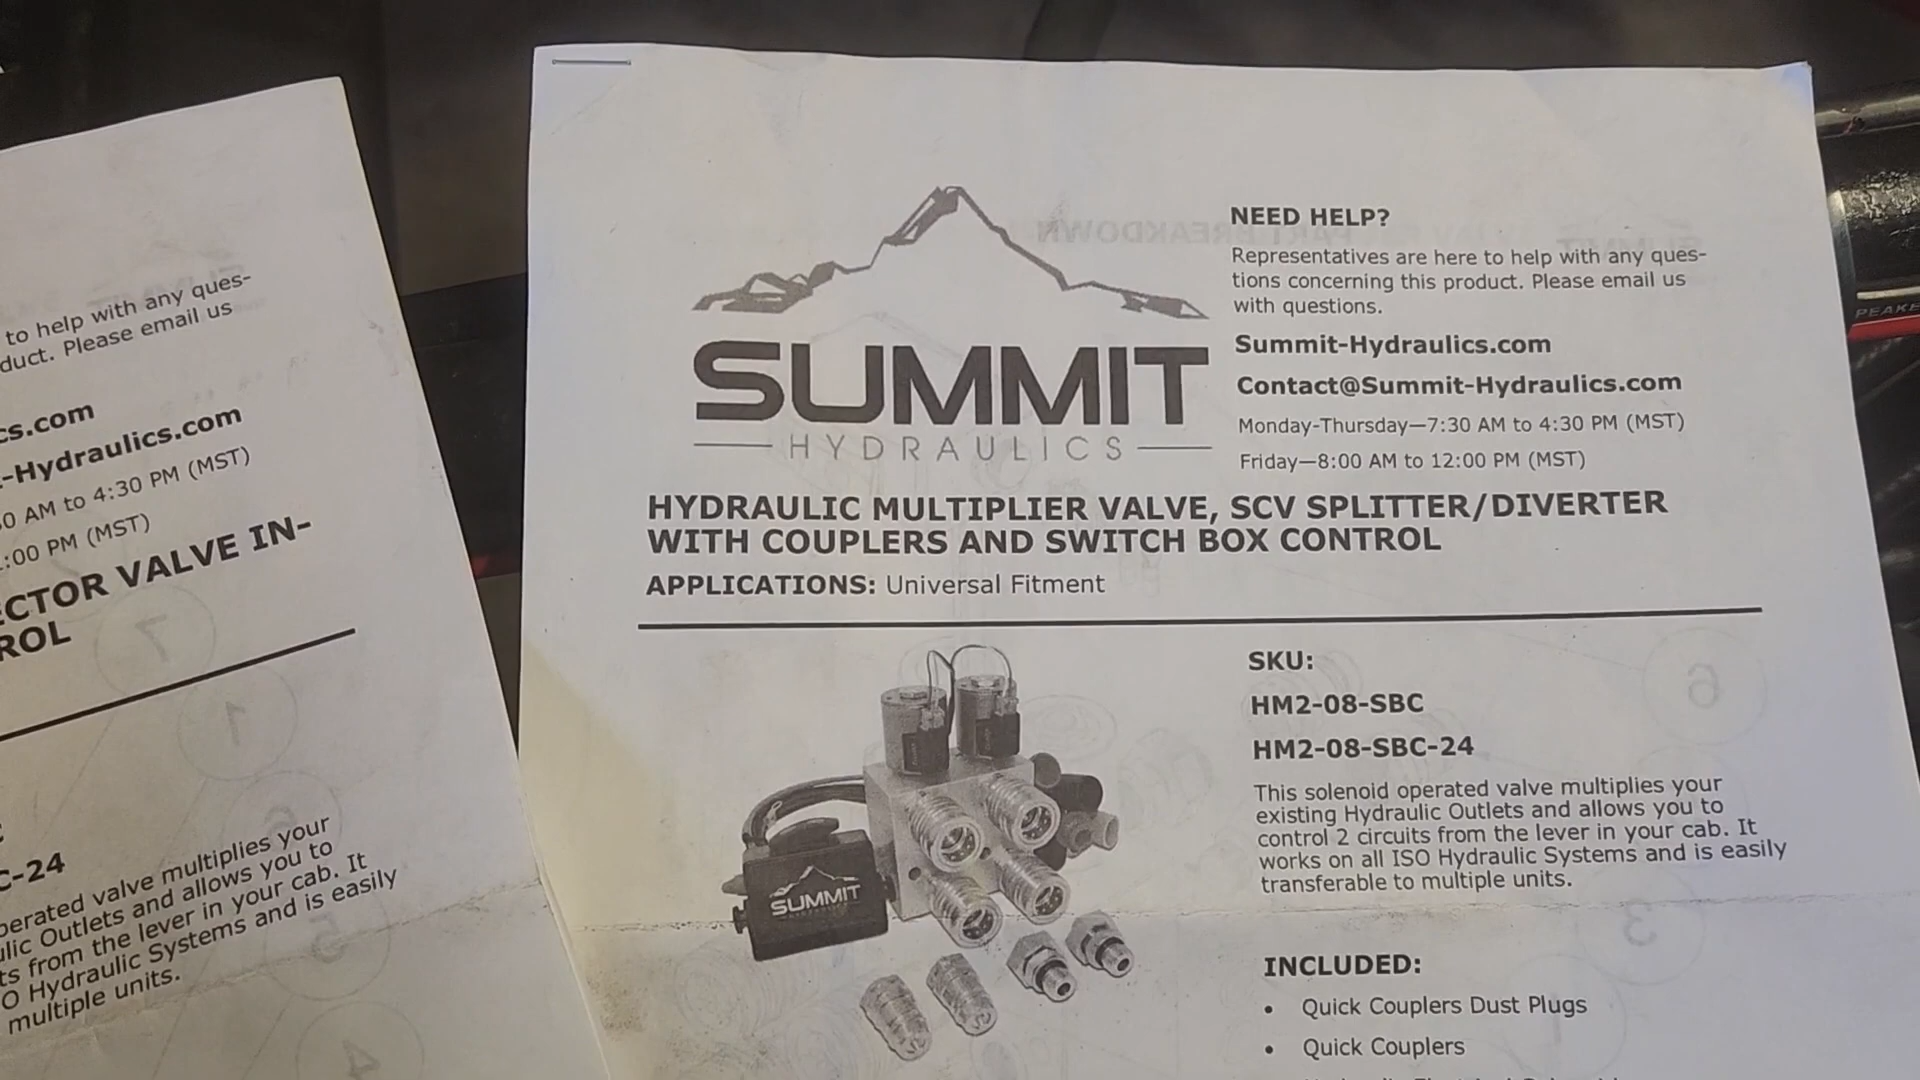 to help with any ques-
duct. Please email us
cs.com
-Hydraulics.com
0 AM to 4:30 PM (MST)
:00 PM (MST)
ECTOR VALVE IN-
ROL
C-24
perated valve multiplies your
ulic Outlets and allows you to
ts from the lever in your cab. It
O Hydraulic Systems and is easily
multiple units.
SUMMIT
HYDRAULICS
NEED HELP?
Representatives are here to help with any ques-
tions concerning this product. Please email us
with questions.
Summit-Hydraulics.com
Contact@Summit-Hydraulics.com
Monday-Thursday—7:30 AM to 4:30 PM (MST)
Friday—8:00 AM to 12:00 PM (MST)
HYDRAULIC MULTIPLIER VALVE, SCV SPLITTER/DIVERTER
WITH COUPLERS AND SWITCH BOX CONTROL
APPLICATIONS: Universal Fitment
SUMMIT
SKU:
HM2-08-SBC
HM2-08-SBC-24
This solenoid operated valve multiplies your
existing Hydraulic Outlets and allows you to
control 2 circuits from the lever in your cab. It
works on all ISO Hydraulic Systems and is easily
transferable to multiple units.
INCLUDED:
• Quick Couplers Dust Plugs
• Quick Couplers
PEAKE